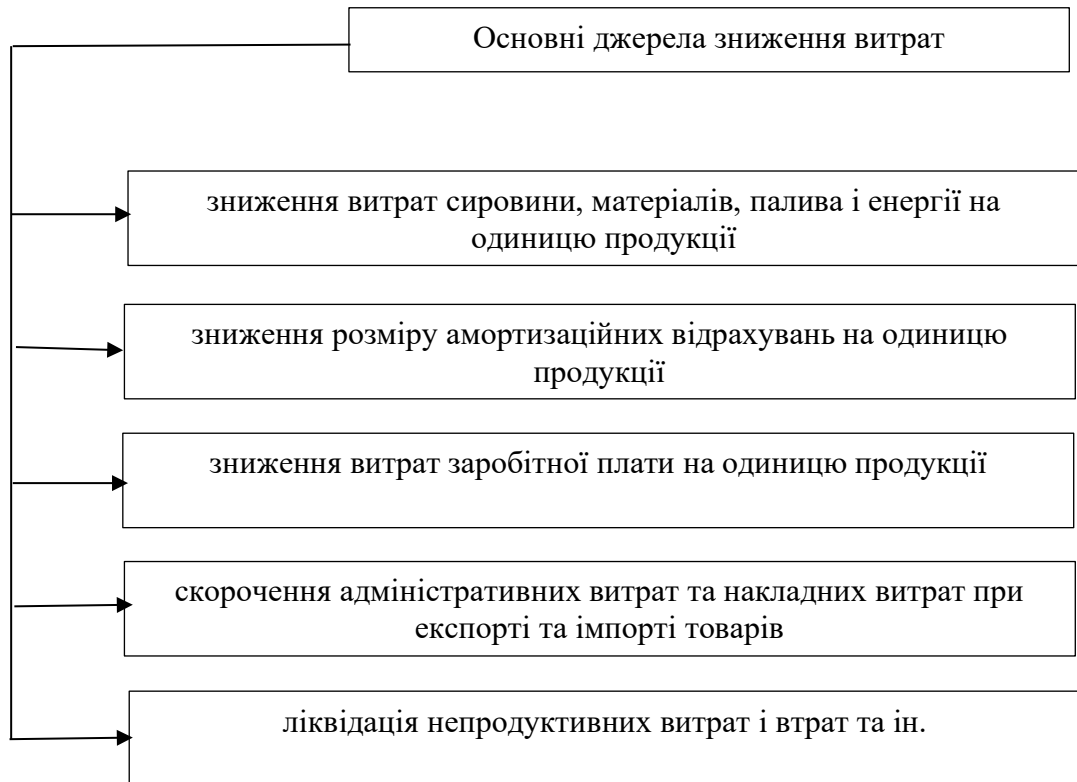 Основні джерела зниження витрат
зниження витрат сировини, матеріалів, палива і енергії на
одиницю продукції
зниження розміру амортизаційних відрахувань на одиницю
продукції
зниження витрат заробітної плати на одиницю продукції
скорочення адміністративних витрат та накладних витрат при
експорті та імпорті товарів
ліквідація непродуктивних витрат і втрат та ін.